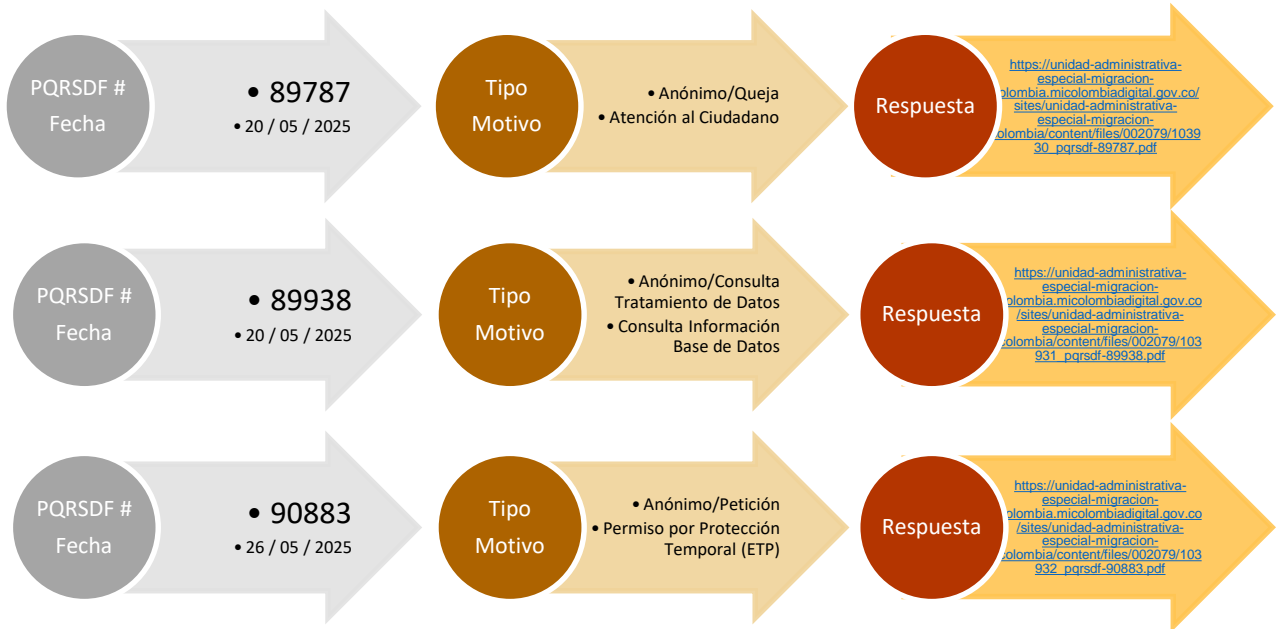 PQRSDF #
Fecha
• 89787
• 20 / 05 / 2025
Tipo
Motivo
• Anónimo/Queja
• Atención al Ciudadano
Respuesta
https://unidad-administrativa-
especial-migracion-
olombia.micolombiadigital.gov.co/
sites/unidad-administrativa-
especial-migracion-
colombia/content/files/002079/1039
30_pqrsdf-89787.pdf
PQRSDF #
Fecha
• 89938
• 20 / 05 / 2025
Tipo
Motivo
• Anónimo/Consulta
Tratamiento de Datos
• Consulta Información
Base de Datos
Respuesta
https://unidad-administrativa-
especial-migracion-
olombia.micolombiadigital.gov.co
/sites/unidad-administrativa-
especial-migracion-
colombia/content/files/002079/103
931_pqrsdf-89938.pdf
PQRSDF #
Fecha
• 90883
• 26 / 05 / 2025
Tipo
Motivo
• Anónimo/Petición
• Permiso por Protección
Temporal (ETP)
Respuesta
https://unidad-administrativa-
especial-migracion-
olombia.micolombiadigital.gov.co
/sites/unidad-administrativa-
especial-migracion-
colombia/content/files/002079/103
932_pqrsdf-90883.pdf